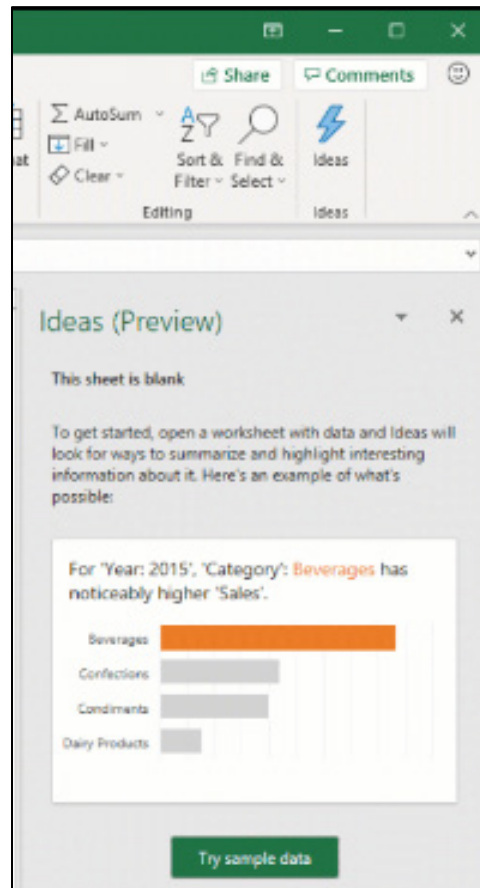 Share
Comments
at
AutoSum
Fill
Clear
Sort &
Filter
Find &
Select
Ideas
Editing
Ideas
Ideas (Preview)
This sheet is blank
To get started, open a worksheet with data and Ideas will
look for ways to summarize and highlight interesting
information about it. Here's an example of what's
possible:
For 'Year: 2015', 'Category': Beverages has
noticeably higher 'Sales'.
Beverages
Confections
Condiments
Dairy Products
Try sample data